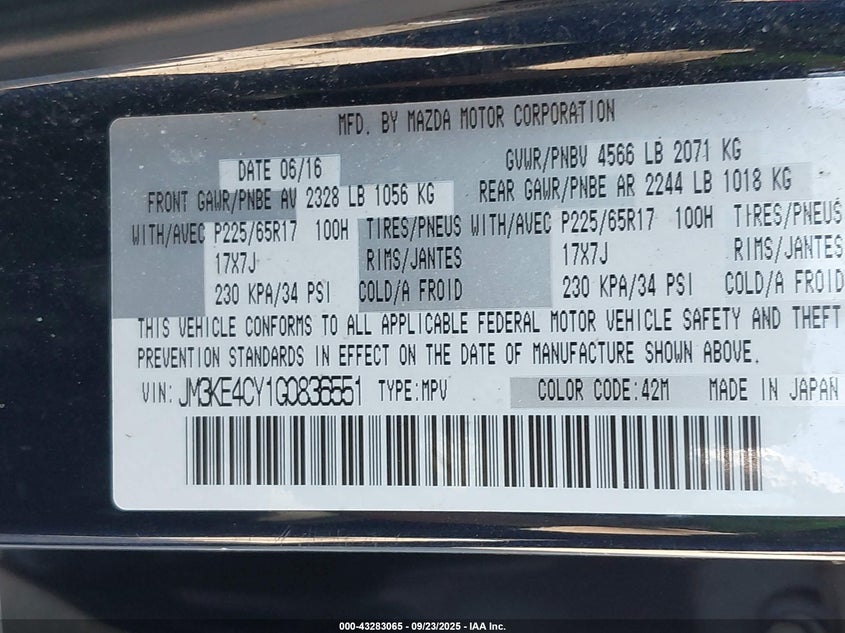 MFD. BY MAZDA MOTOR CORPORATION
DATE 06/16 GVWR/PNBV 4566 LB 2071 KG
FRONT GAWR/PNBE AV 2328 LB 1056 KG REAR GAWR/PNBE AR 2244 LB 1018 KG
WITH/AVEC P225/65R17 100H TIRES/PNEUS WITH/AVEC P225/65R17 100H TIRES/PNEUS
17X7J RIMS/JANTES 17X7J RIMS/JANTES
230 KPA/34 PSI COLD/A FROID 230 KPA/34 PSI COLD/A FROID
THIS VEHICLE CONFORMS TO ALL APPLICABLE FEDERAL MOTOR VEHICLE SAFETY AND THEFT
PREVENTION STANDARDS IN EFFECT ON THE DATE OF MANUFACTURE SHOWN ABOVE.
VIN: JM3KE4CY1G0836551 TYPE:MPV COLOR CODE:42M MADE IN JAPAN
000-43283065 - 09/23/2025 - IAA Inc.